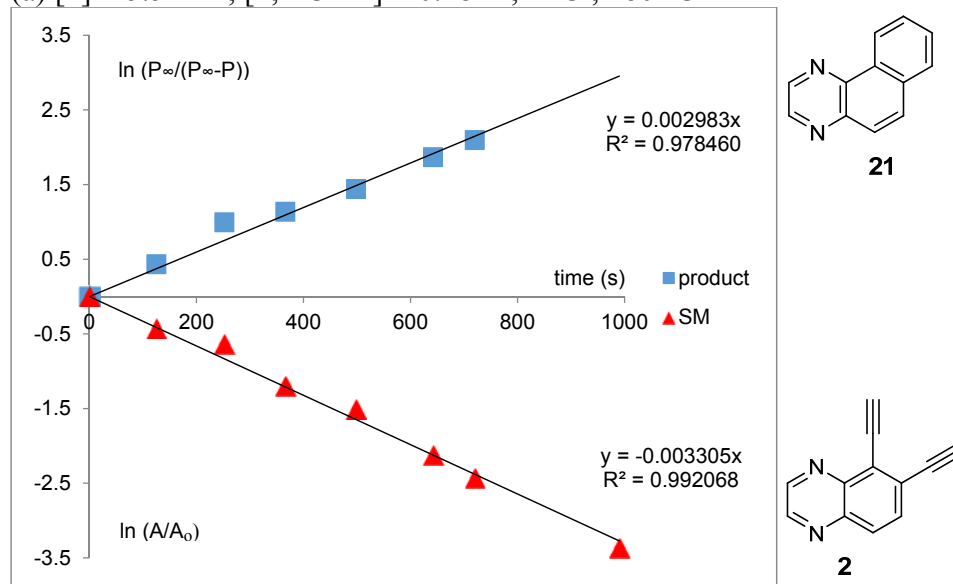 3.5
ln (P∞/(P∞-P))
2.5
y = 0.002983x
R² = 0.978460
1.5
0.5
time (s)
product
0
200
400
600
800
1000
SM
-0.5
-1.5
y = -0.003305x
R² = 0.992068
-2.5
ln (A/A₀)
-3.5
N
N
21
N
N
2